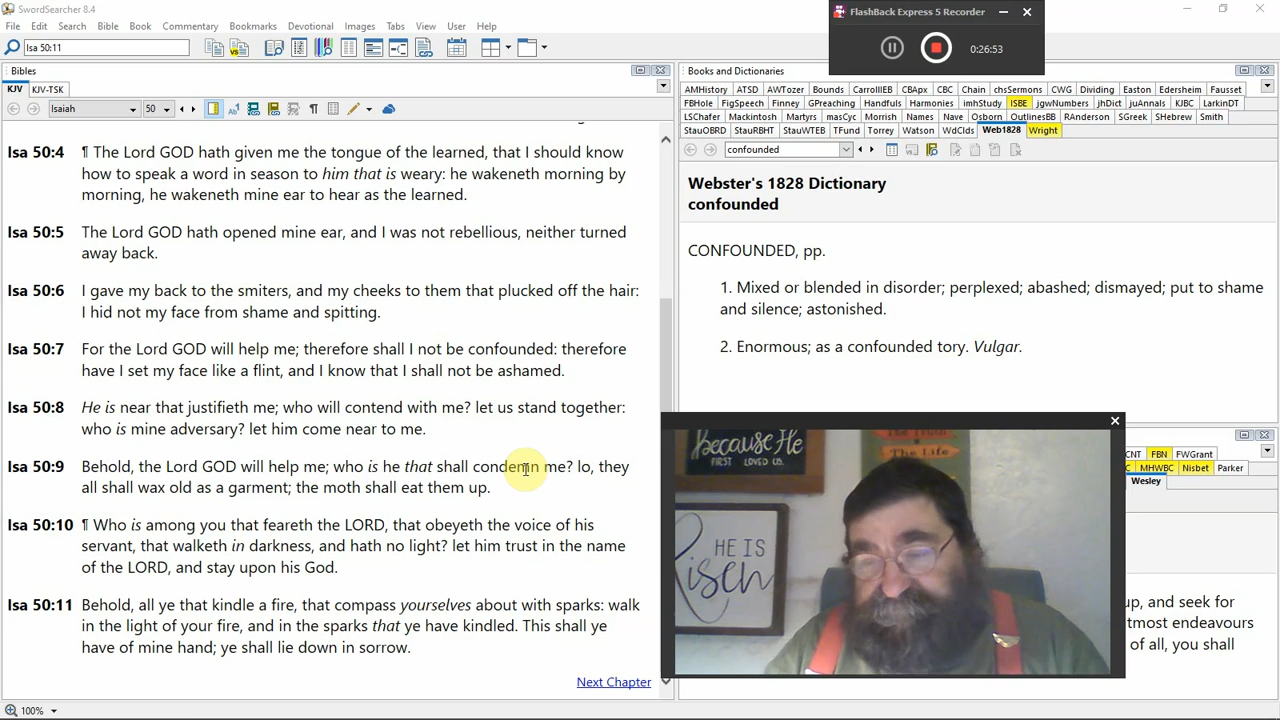 SwordSearcher
File Edit Search Bible Book Commentary Bookmarks Devotional Images Tabs View User Help
Isa 50:11
Bibles
KJV KJV-TSK
Isaiah 50
Isa 50:4 ¶ The Lord GOD hath given me the tongue of the learned, that I should know
how to speak a word in season to him that is weary: he wakeneth morning by
morning, he wakeneth mine ear to hear as the learned.
Isa 50:5 The Lord GOD hath opened mine ear, and I was not rebellious, neither turned
away back.
Isa 50:6 I gave my back to the smiters, and my cheeks to them that plucked off the hair:
I hid not my face from shame and spitting.
Isa 50:7 For the Lord GOD will help me; therefore shall I not be confounded: therefore
have I set my face like a flint, and I know that I shall not be ashamed.
Isa 50:8 He is near that justifieth me; who will contend with me? let us stand together:
who is mine adversary? let him come near to me.
Isa 50:9 Behold, the Lord GOD will help me; who is he that shall condemn me? lo, they
all shall wax old as a garment; the moth shall eat them up.
Isa 50:10 ¶ Who is among you that feareth the LORD, that obeyeth the voice of his
servant, that walketh in darkness, and hath no light? let him trust in the name
of the LORD, and stay upon his God.
Isa 50:11 Behold, all ye that kindle a fire, that compass yourselves about with sparks: walk
in the light of your fire, and in the sparks that ye have kindled. This shall ye
have of mine hand; ye shall lie down in sorrow.
Next Chapter
100%
FlashBack Express 5 Recorder
0:26:53
Books and Dictionaries
AMHistory ATSD AWTozer Bounds CarrollIEB CBApx CBC Chain chsSermons CWG Dividing Easton Edersheim Fausset
FBHole FigSpeech Finney GPreaching Handfuls Harmonies imhStudy ISBE jgwNumbers jhDict juAnnals KJBC LarkinDT
LSChafer Mackintosh Martyrs masCyc Morrish Names Nave Osborn OutlinesBB RAnderson SGreek SHebrew Smith
StauOBRD StauRBHT StauWTEB TFund Torrey Watson WdClds Web1828 Wright
confounded
Webster's 1828 Dictionary
confounded
CONFOUNDED, pp.
1. Mixed or blended in disorder; perplexed; abashed; dismayed; put to shame
and silence; astonished.
2. Enormous; as a confounded tory. Vulgar.
because He
FIRST LOVED US.
The Truth
The Life
HE IS
Risen
CNT FBN FWGrant
MHWBC Nisbet Parker
Wesley
up, and seek for
utmost endeavours
of all, you shall